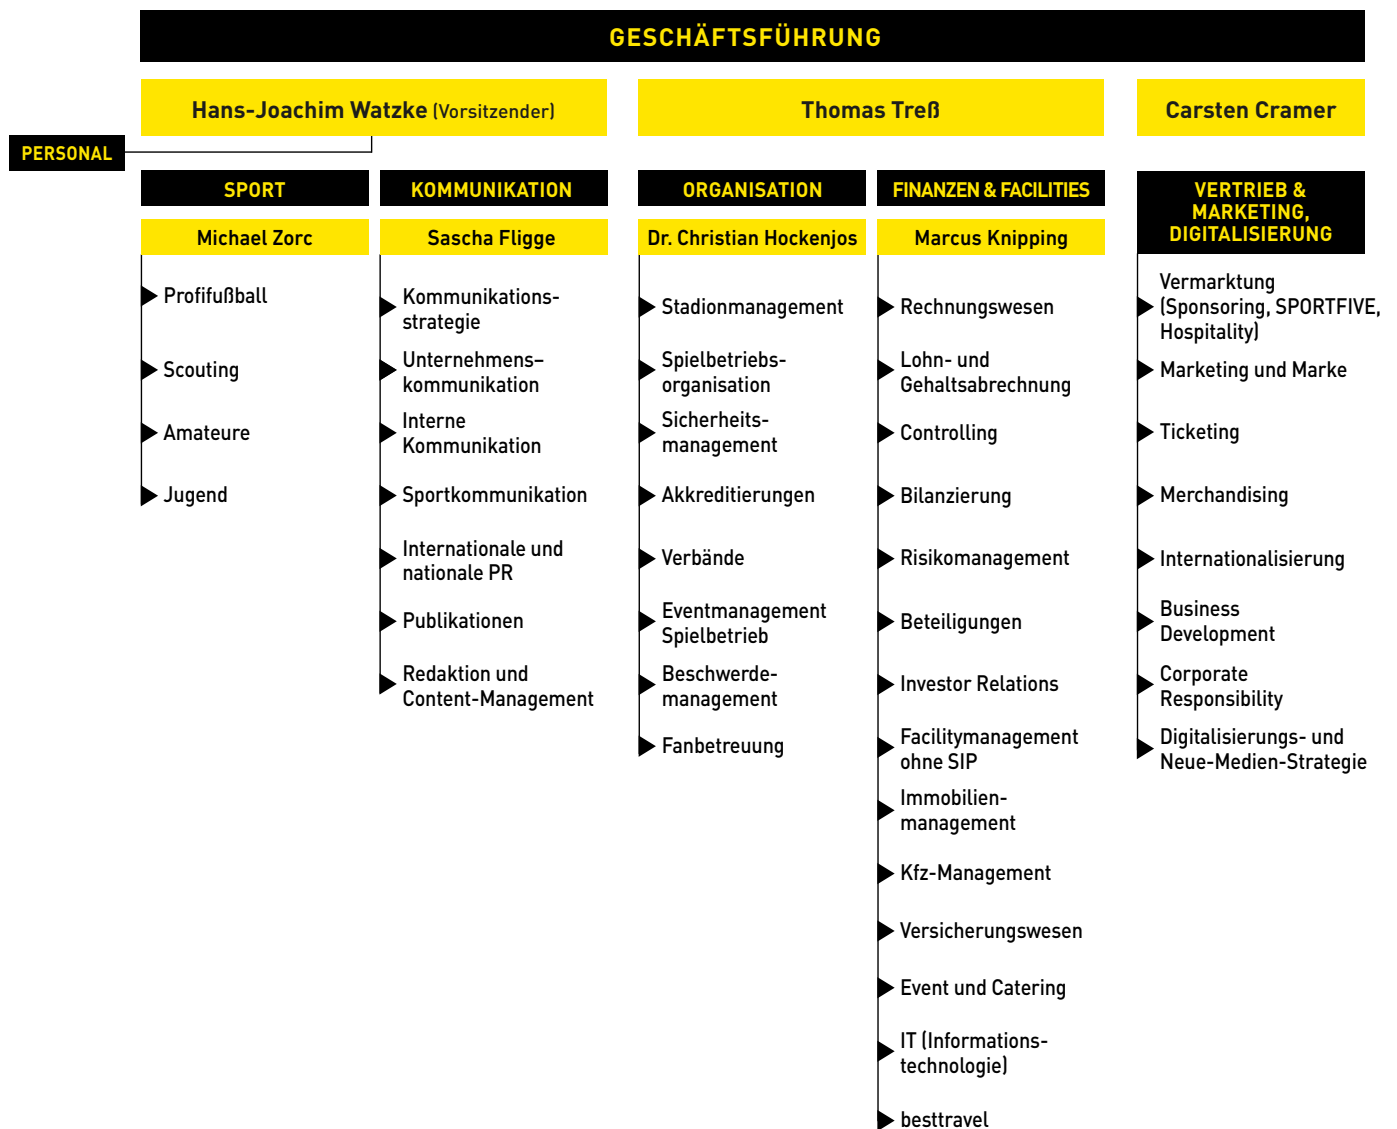 GESCHÄFTSFÜHRUNG
Hans-Joachim Watzke (Vorsitzender)
Thomas Treß
Carsten Cramer
PERSONAL
SPORT
Michael Zorc
Profifußball
Scouting
Amateure
Jugend
KOMMUNIKATION
Sascha Fligge
Kommunikations-
strategie
Unternehmens–
kommunikation
Interne
Kommunikation
Sportkommunikation
Internationale und
nationale PR
Publikationen
Redaktion und
Content-Management
ORGANISATION
Dr. Christian Hockenjos
Stadionmanagement
Spielbetriebs-
organisation
Sicherheits-
management
Akkreditierungen
Verbände
Eventmanagement
Spielbetrieb
Beschwerde-
management
Fanbetreuung
FINANZEN & FACILITIES
Marcus Knipping
Rechnungswesen
Lohn- und
Gehaltsabrechnung
Controlling
Bilanzierung
Risikomanagement
Beteiligungen
Investor Relations
Facilitymanagement
ohne SIP
Immobilien-
management
Kfz-Management
Versicherungswesen
Event und Catering
IT (Informations-
technologie)
besttravel
VERTRIEB &
MARKETING,
DIGITALISIERUNG
Vermarktung
(Sponsoring, SPORTFIVE,
Hospitality)
Marketing und Marke
Ticketing
Merchandising
Internationalisierung
Business
Development
Corporate
Responsibility
Digitalisierungs- und
Neue-Medien-Strategie